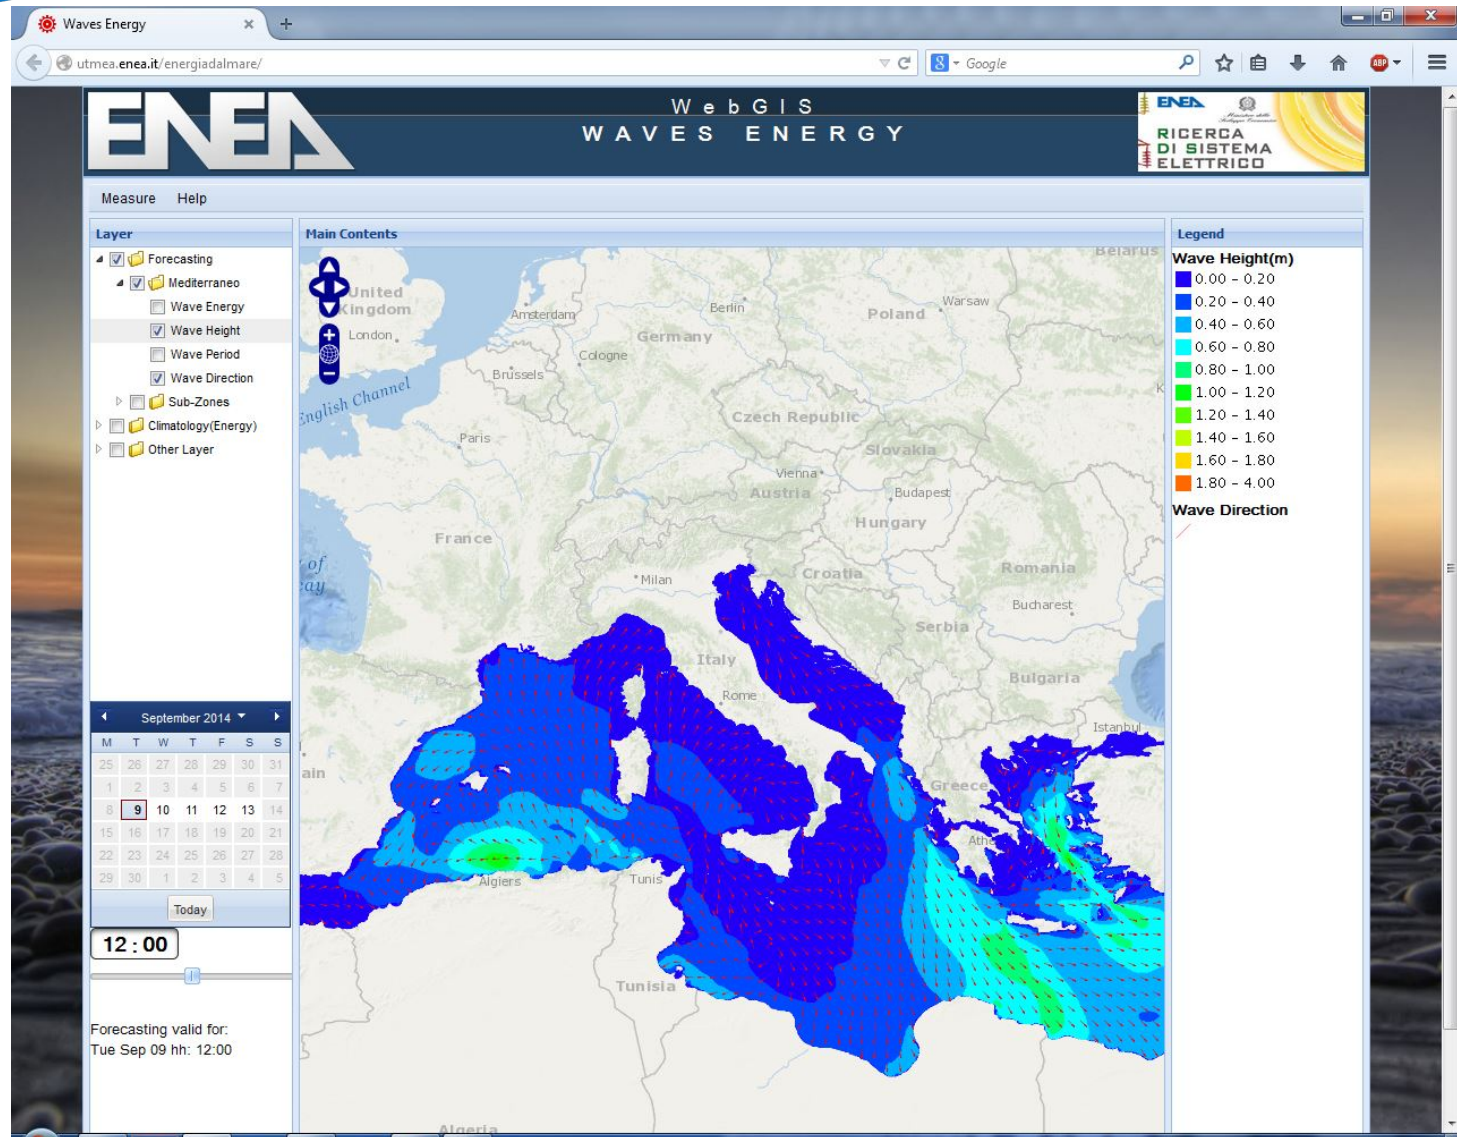 Waves Energy
utmea.enea.it/energiadalmare/
Google
ABP
ENEA
WebGIS
WAVES ENERGY
ENEA
RICERCA
DI SISTEMA
ELETTRICO
Measure Help
Layer
Forecasting
Mediterraneo
Wave Energy
Wave Height
Wave Period
Wave Direction
Sub-Zones
Climatology(Energy)
Other Layer
September 2014
M T W T F S S
25 26 27 28 29 30 31
1 2 3 4 5 6 7
8 9 10 11 12 13 14
15 16 17 18 19 20 21
22 23 24 25 26 27 28
29 30 1 2 3 4 5
Today
12 : 00
Forecasting valid for:
Tue Sep 09 hh: 12:00
Main Contents
Belarus
United
Kingdom
Amsterdam
Berlin
Warsaw
Poland
London
Germany
Cologne
Brussels
English Channel
Czech Republic
Paris
Slovakia
Vienna
Austria
Budapest
Hungary
France
of
ay
Milan
Croatia
Romania
Bucharest
Serbia
Italy
Bulgaria
Rome
Istanbul
ain
Greece
Athe
Algiers
Tunis
Tunisia
Algeria
Legend
Wave Height(m)
0.00 – 0.20
0.20 – 0.40
0.40 – 0.60
0.60 – 0.80
0.80 – 1.00
1.00 – 1.20
1.20 – 1.40
1.40 – 1.60
1.60 – 1.80
1.80 – 4.00
Wave Direction